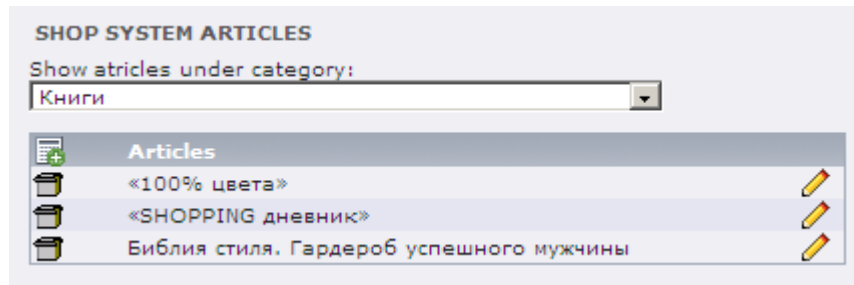 SHOP SYSTEM ARTICLES
Show atricles under category:
Книги
Articles
«100% цвета»
«SHOPPING дневник»
Библия стиля. Гардероб успешного мужчины